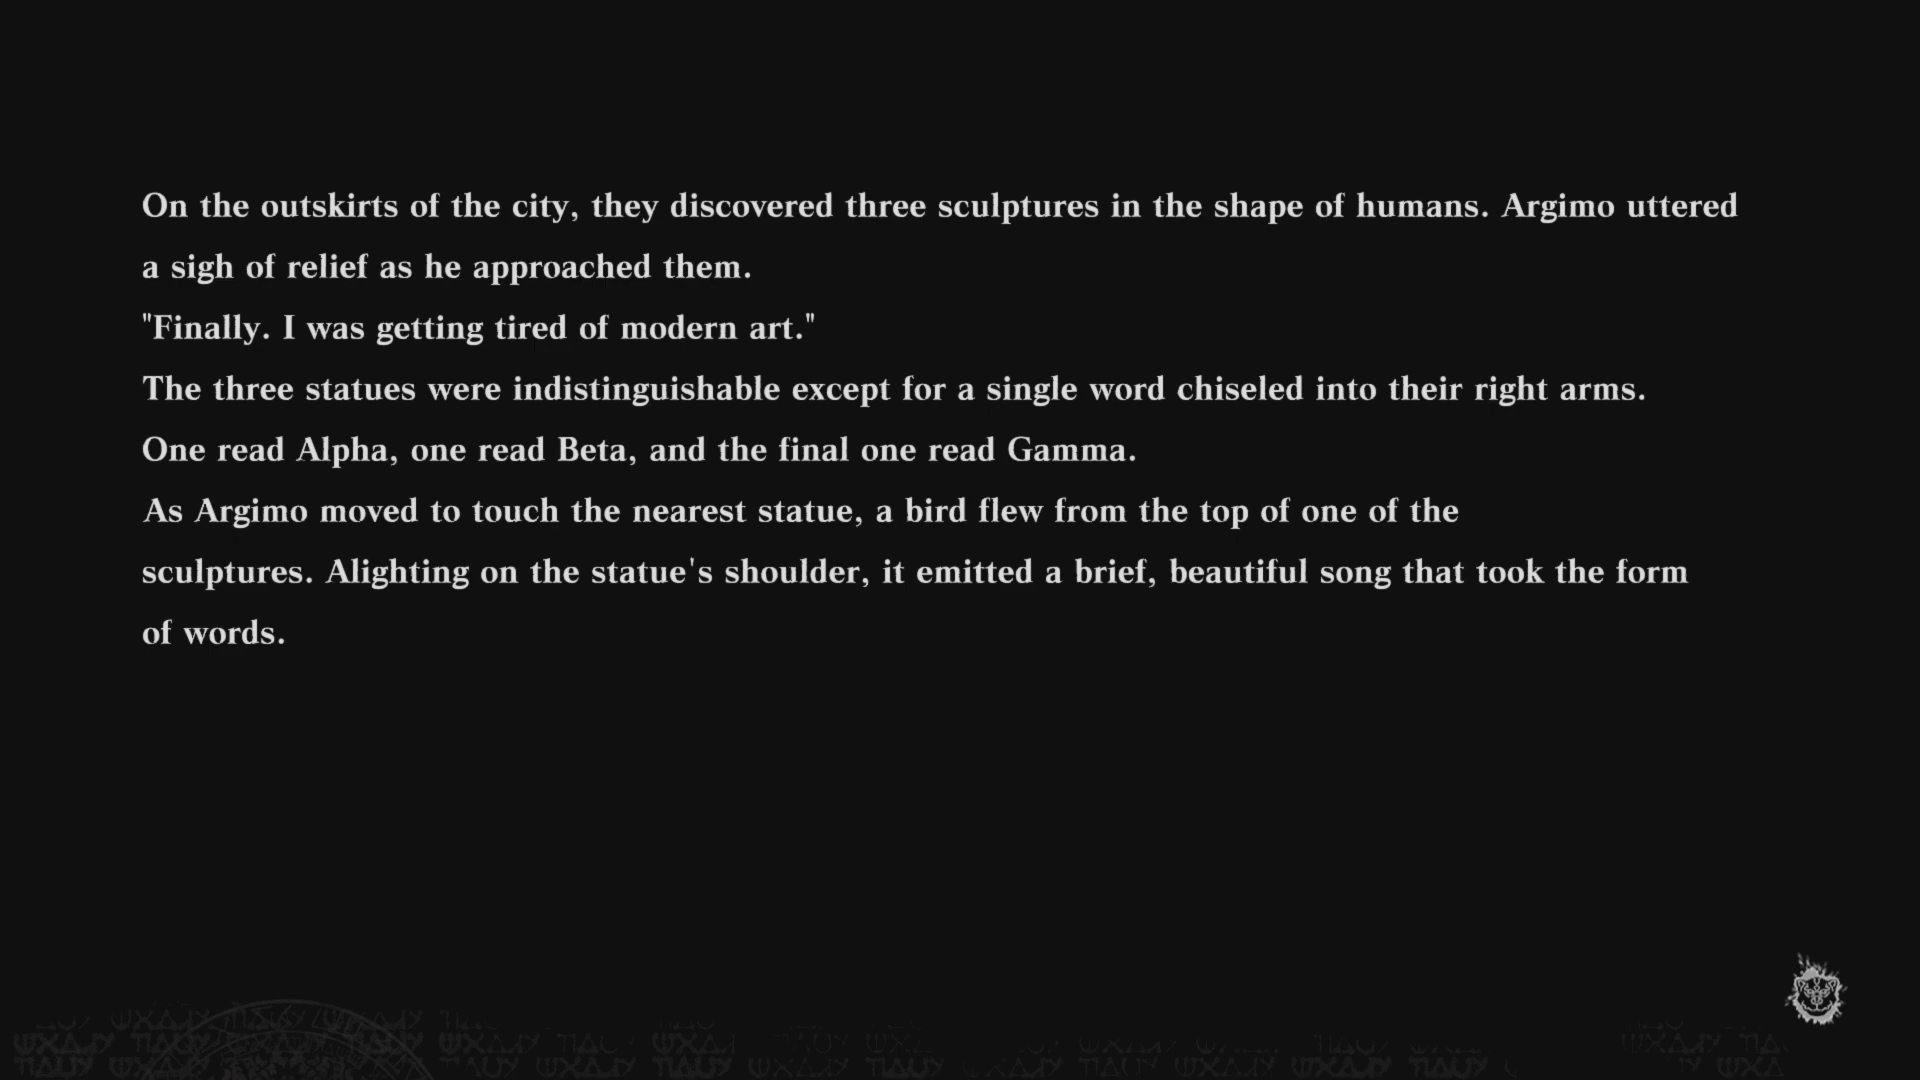 On the outskirts of the city, they discovered three sculptures in the shape of humans. Argimo uttered
a sigh of relief as he approached them.
"Finally. I was getting tired of modern art."
The three statues were indistinguishable except for a single word chiseled into their right arms.
One read Alpha, one read Beta, and the final one read Gamma.
As Argimo moved to touch the nearest statue, a bird flew from the top of one of the
sculptures. Alighting on the statue's shoulder, it emitted a brief, beautiful song that took the form
of words.